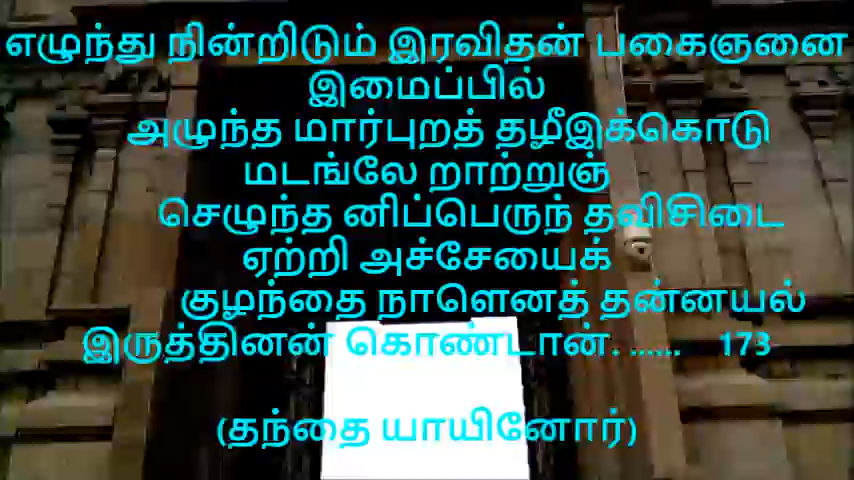 எழுந்து நின்றிடும் இரவிதன் பகைஞனை
இமைப்பில்
அழுந்த மார்புறத் தழீஇக்கொடு
மடங்லே றாற்றுஞ்
செழுந்த னிப்பெருந் தவிசிடை
ஏற்றி அச்சேயைக்
குழந்தை நாளெனத் தன்னயல்
இருத்தினன் கொண்டான். ...... 173
(தந்தை யாயினோர்)